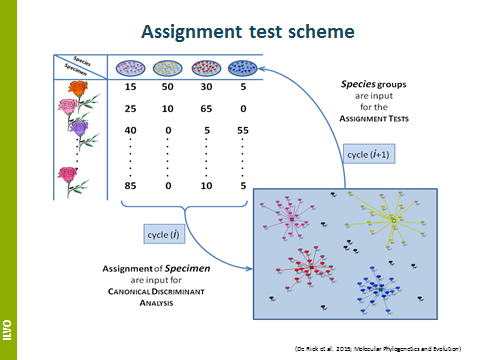 Assignment test scheme
Species
Specimen
15 50 30 5
25 10 65 0
40 0 5 55
85 0 10 5
Species groups
are input
for the
ASSIGNMENT TESTS
cycle (i+1)
cycle (i)
Assignment of Specimen
are input for
CANONICAL DISCRIMINANT
ANALYSIS
ILVO
(De Riek et al. 2015; Molecular Phylogenetics and Evolution)